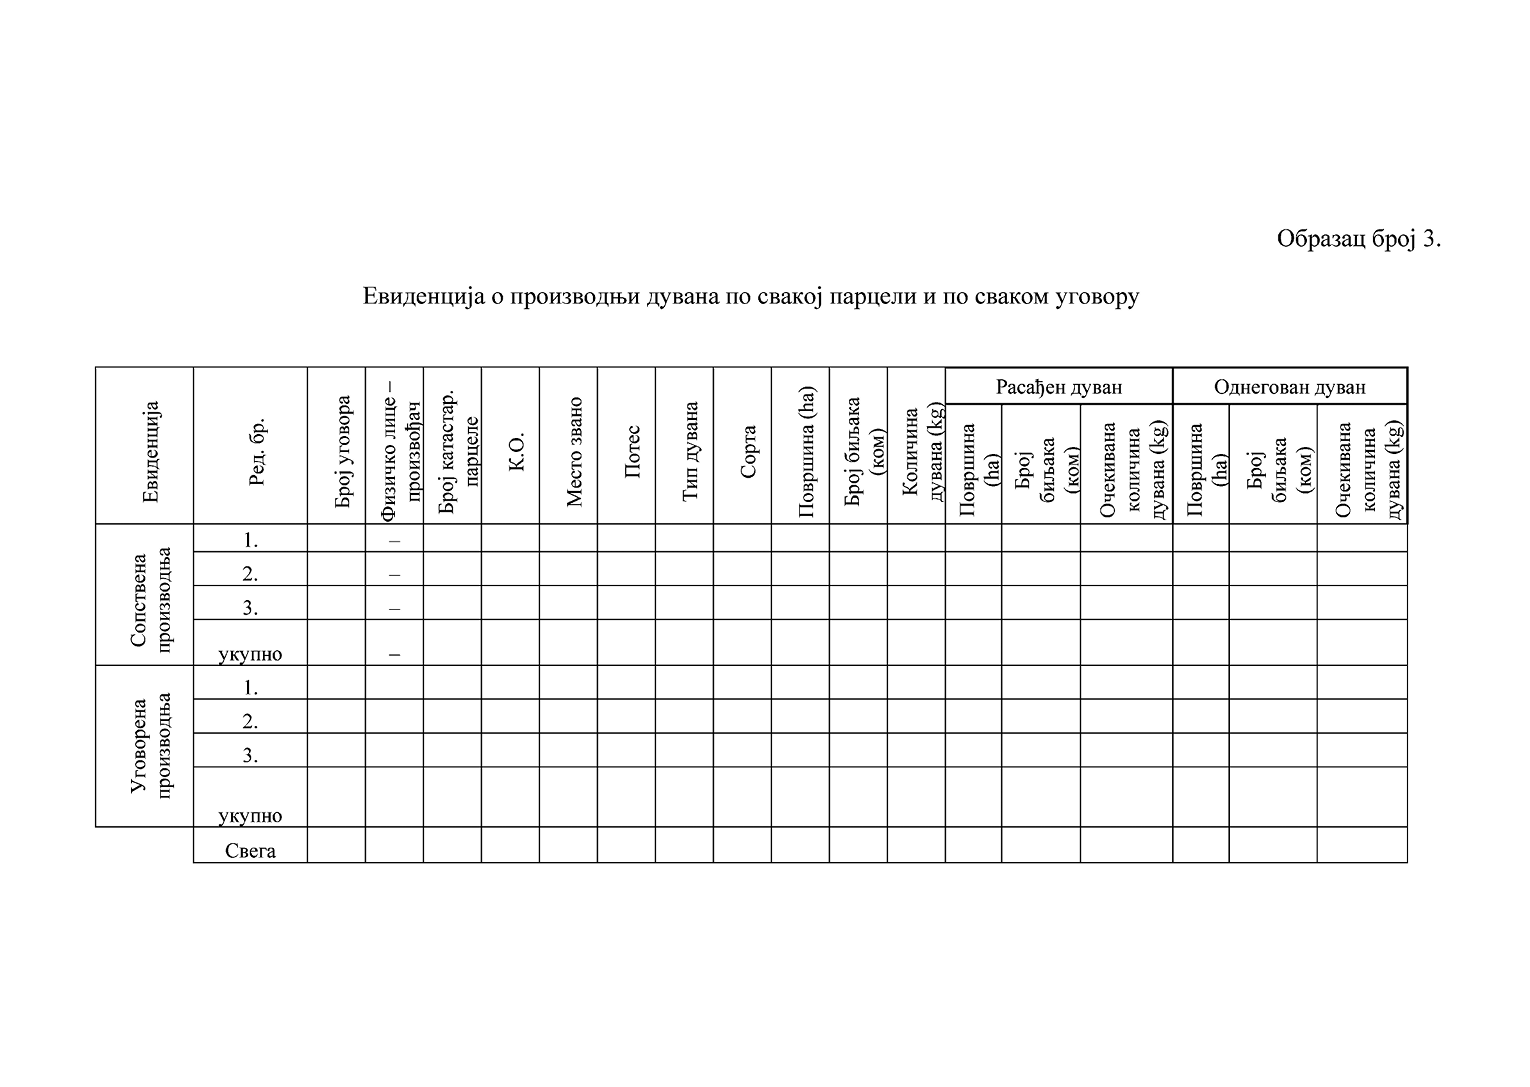 Образац број 3.
Евиденција о производњи дувана по свакој парцели и по сваком уговору
Евиденција
Ред. бр.
Број уговора
Физичко лице –
произвођач
Број катастар.
парцеле
К.О.
Место звано
Потес
Тип дувана
Сорта
Површина (ha)
Број биљака
(ком)
Количина
дувана (kg)
Расађен дуван
Површина
(ha)
Број
биљака
(ком)
Очекивана
количина
дувана (kg)
Однегован дуван
Површина
(ha)
Број
биљака
(ком)
Очекивана
количина
дувана (kg)
Сопствена
производња
1. –
2. –
3. –
укупно –
Уговорена
производња
1.
2.
3.
укупно
Свега